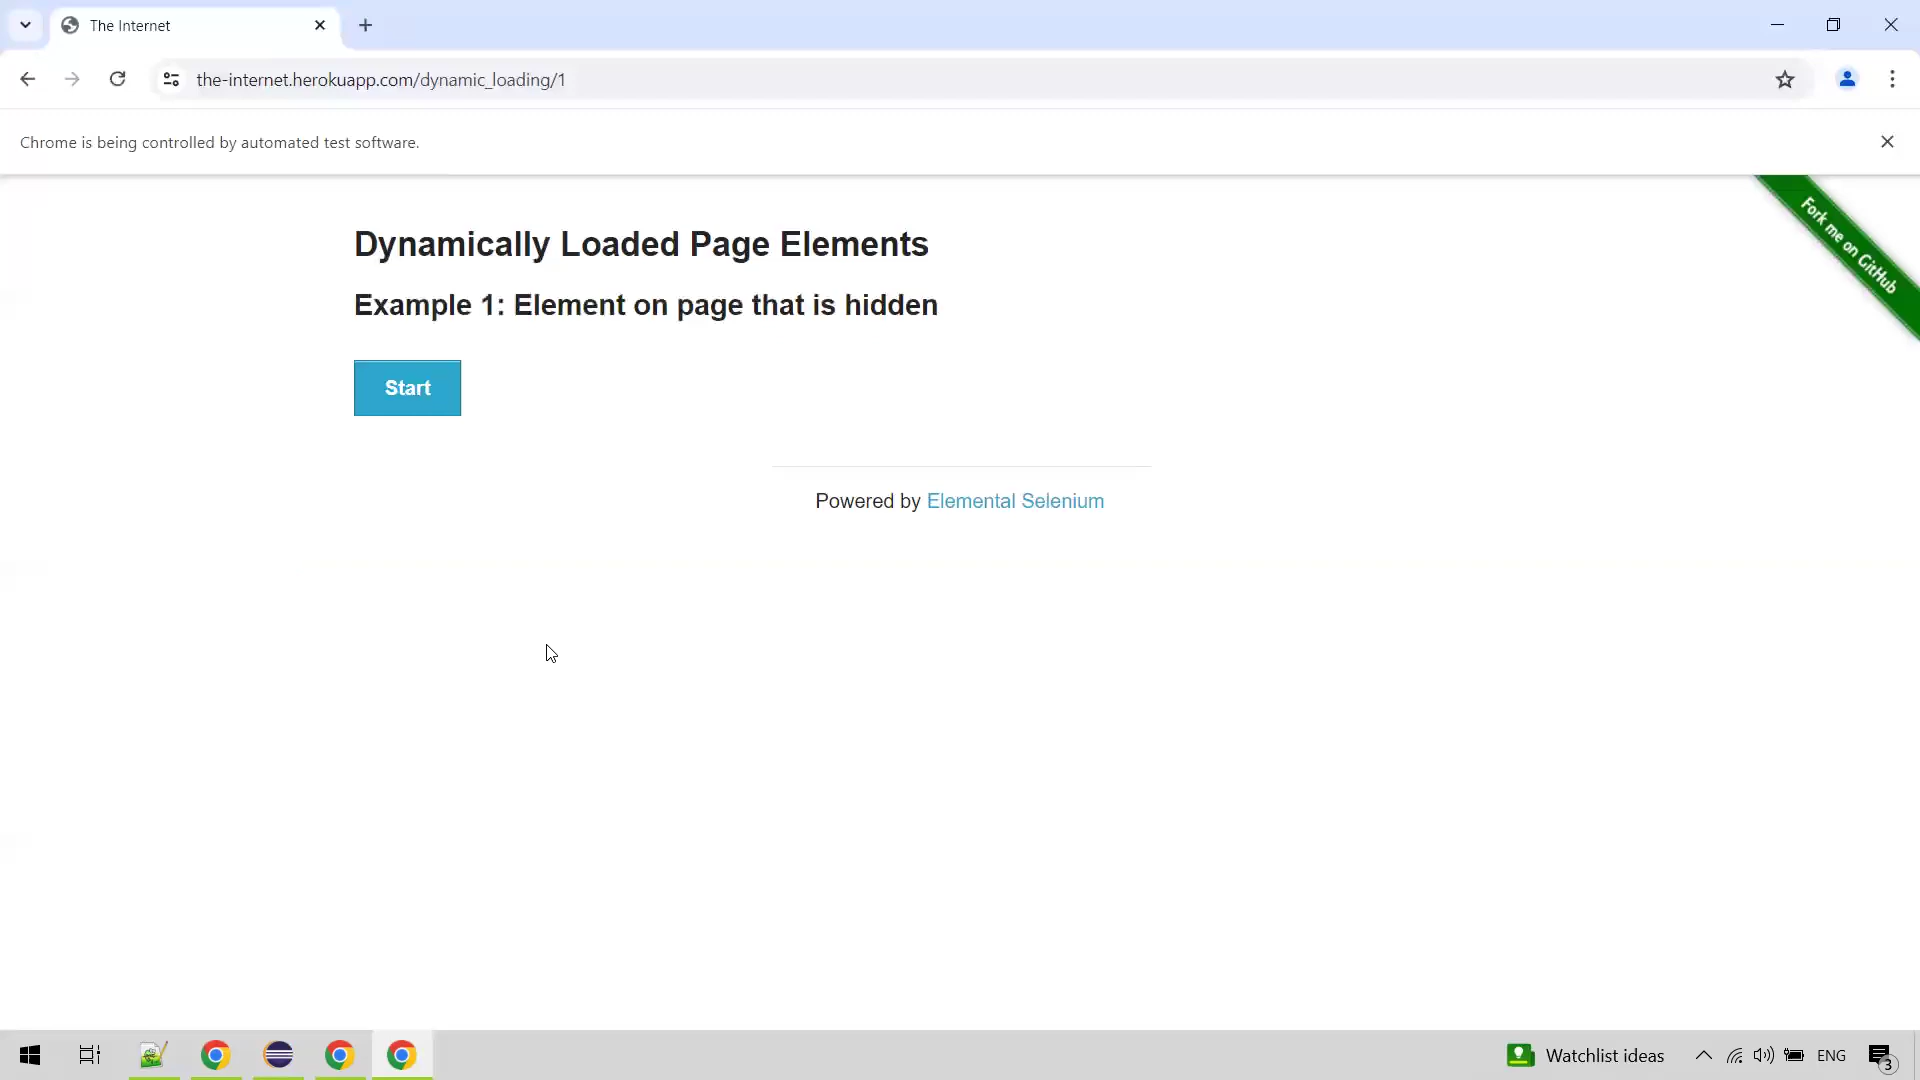 The Internet
the-internet.herokuapp.com/dynamic_loading/1
Chrome is being controlled by automated test software.
Fork me on GitHub
Dynamically Loaded Page Elements
Example 1: Element on page that is hidden
Start
Powered by Elemental Selenium
Watchlist ideas
ENG
3